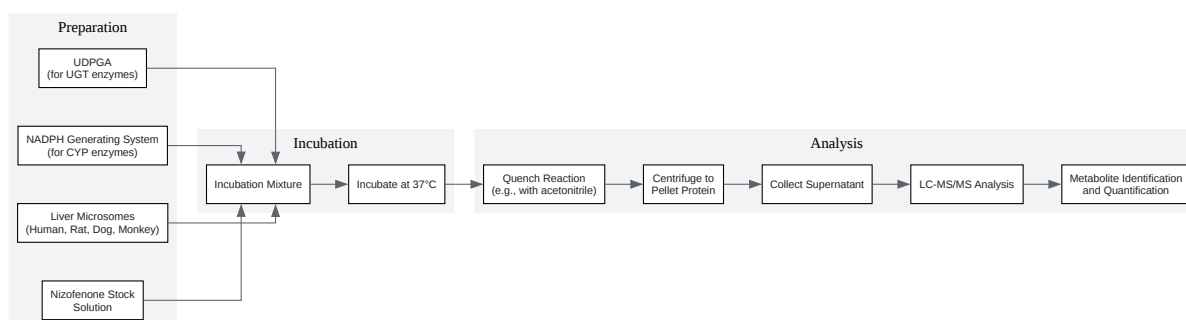 Preparation
UDPGA
(for UGT enzymes)
NADPH Generating System
(for CYP enzymes)
Liver Microsomes
(Human, Rat, Dog, Monkey)
Nizofenone Stock
Solution
Incubation
Incubation Mixture
Incubate at 37°C
Analysis
Quench Reaction
(e.g., with acetonitrile)
Centrifuge to
Pellet Protein
Collect Supernatant
LC-MS/MS Analysis
Metabolite Identification
and Quantification